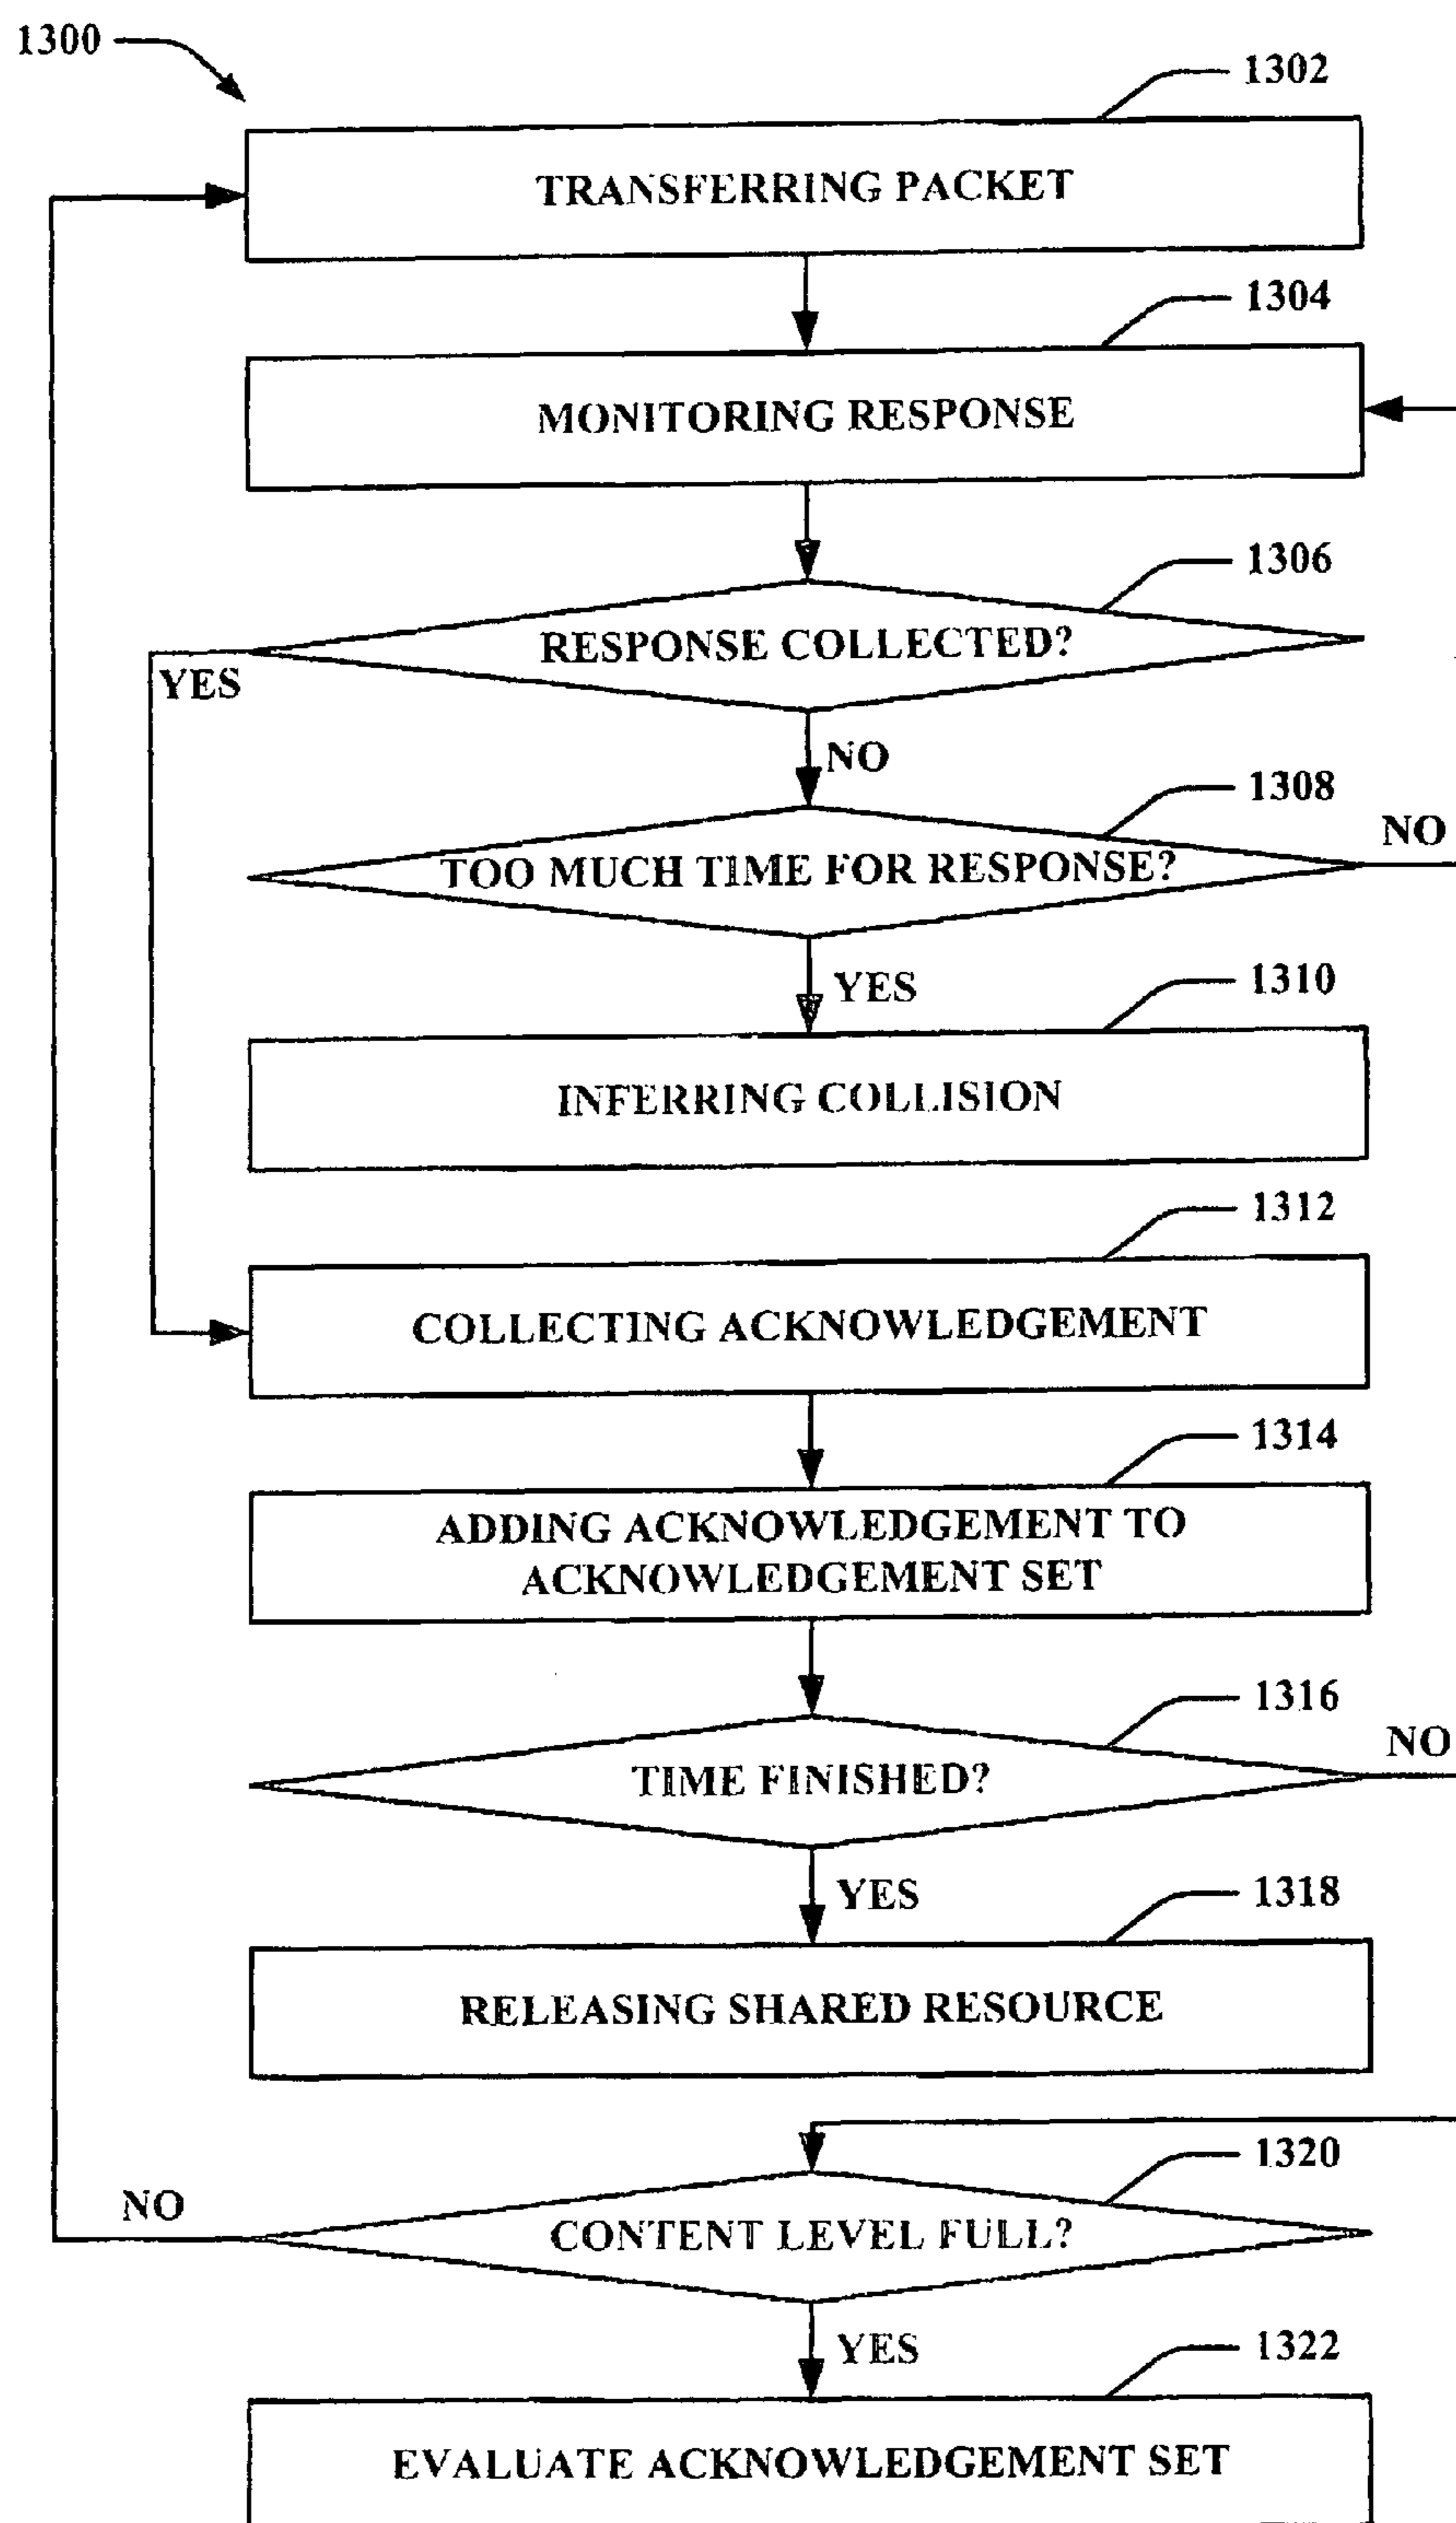 1300
1302
TRANSFERRING PACKET
1304
MONITORING RESPONSE
1306
RESPONSE COLLECTED?
YES
NO
1308
NO
TOO MUCH TIME FOR RESPONSE?
YES
1310
INFERRING COLLISION
1312
COLLECTING ACKNOWLEDGEMENT
1314
ADDING ACKNOWLEDGEMENT TO
ACKNOWLEDGEMENT SET
1316
NO
TIME FINISHED?
YES
1318
RELEASING SHARED RESOURCE
1320
NO
CONTENT LEVEL FULL?
YES
1322
EVALUATE ACKNOWLEDGEMENT SET